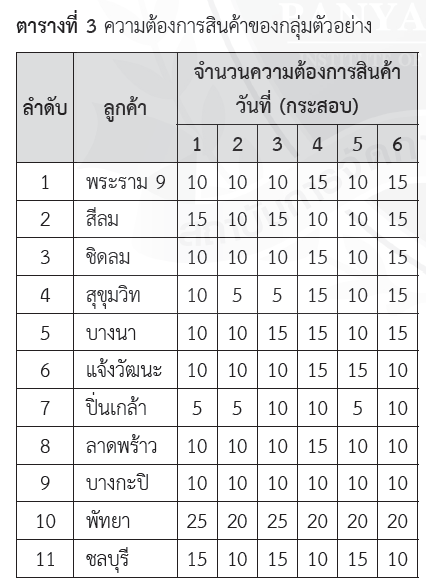 ตารางที่ 3 ความต้องการสินค้าของกลุ่มตัวอย่าง
ลำดับ ลูกค้า จำนวนความต้องการสินค้า
วันที่ (กระสอบ)
1 2 3 4 5 6
1 พระราม 9 10 10 10 15 10 15
2 สีลม 15 10 15 10 10 15
3 ชิดลม 10 10 10 15 10 15
4 สุขุมวิท 10 5 5 15 10 15
5 บางนา 10 10 15 15 10 15
6 แจ้งวัฒนะ 10 10 10 15 15 10
7 ปิ่นเกล้า 5 5 10 10 5 10
8 ลาดพร้าว 10 10 10 15 10 10
9 บางกะปิ 10 10 10 10 10 10
10 พัทยา 25 20 25 20 20 20
11 ชลบุรี 15 10 15 10 15 10